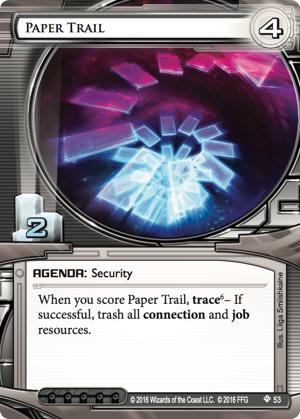 Paper Trail
4
2
AGENDA: Security
When you score Paper Trail, trace⁶– If
successful, trash all connection and job
resources.
Illus. Liiga Smilshkalne
© 2016 Wizards of the Coast LLC. © 2016 FFG
53